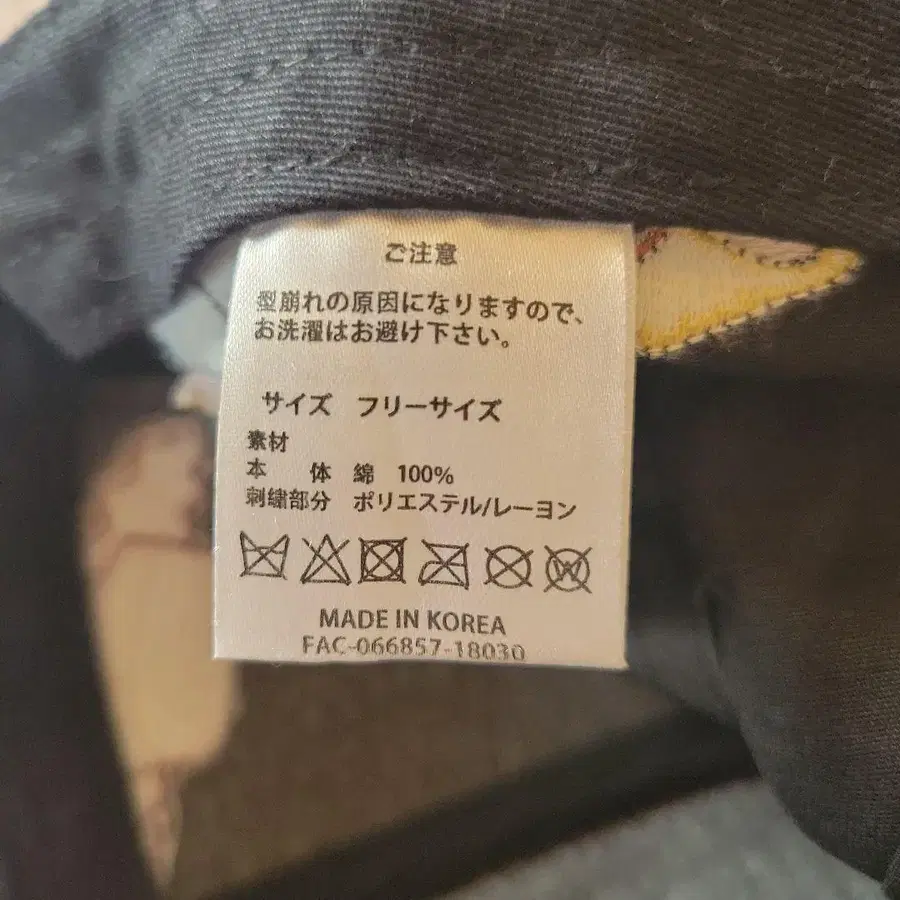 ご注意
型崩れの原因になりますので、
お洗濯はお避け下さい。
サイズ　フリーサイズ
素材
本　体　綿　100%
刺繍部分　ポリエステル/レーヨン
W
MADE IN KOREA
FAC-066857-18030